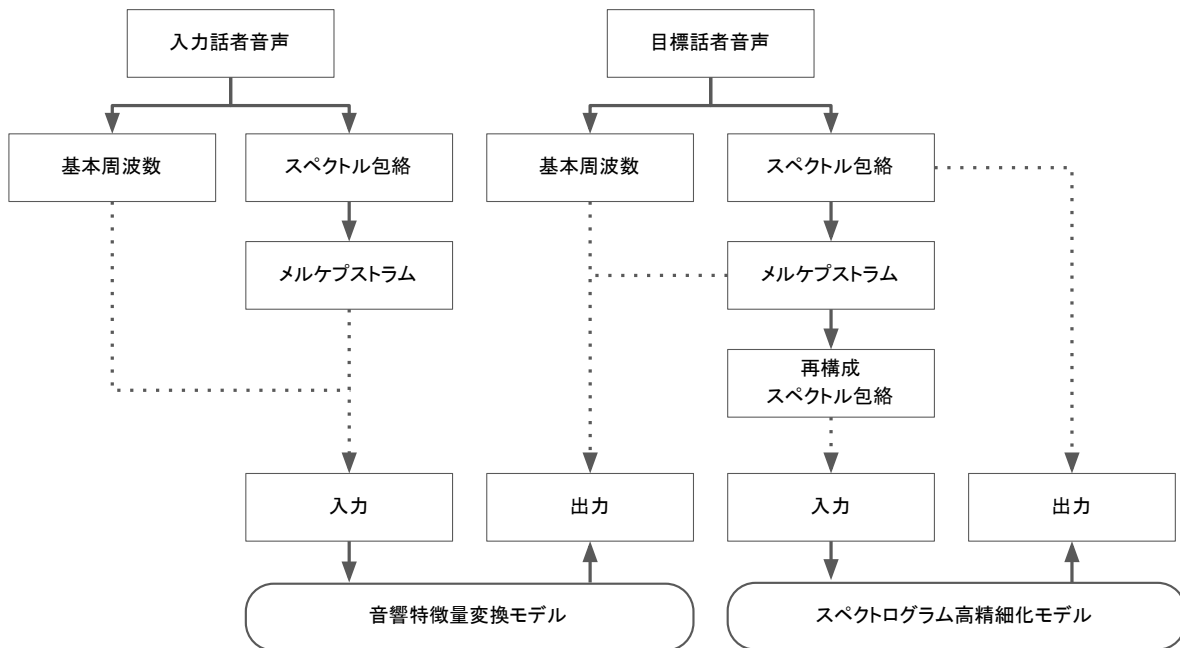 入力話者音声
目標話者音声
基本周波数
スペクトル包絡
基本周波数
スペクトル包絡
メルケプストラム
メルケプストラム
再構成
スペクトル包絡
入力
出力
入力
出力
音響特徴量変換モデル
スペクトログラム高精細化モデル